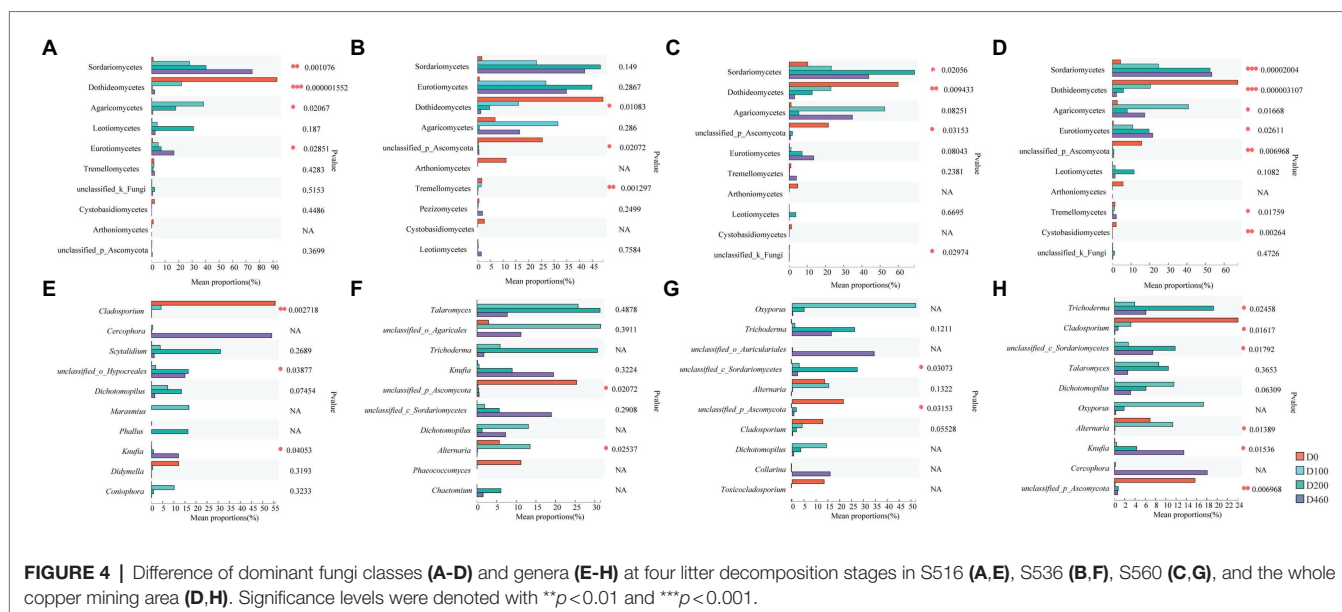 A
Sordariomycetes ** 0.001076
Dothideomycetes *** 0.000001552
Agaricomycetes * 0.02067
Leotiomycetes 0.187
Eurotiomycetes * 0.02851
Tremellomycetes 0.4283
unclassified_k_Fungi 0.5153
Cystobasidiomycetes 0.4486
Arthoniomycetes NA
unclassified_p_Ascomycota 0.3699
Pvalue
0 10 20 30 40 50 60 70 80 90
Mean proportions(%)
B
Sordariomycetes 0.149
Eurotiomycetes 0.2867
Dothideomycetes * 0.01083
Agaricomycetes 0.286
unclassified_p_Ascomycota * 0.02072
Arthoniomycetes NA
Tremellomycetes ** 0.001297
Pezizomycetes 0.2499
Cystobasidiomycetes NA
Leotiomycetes 0.7584
Pvalue
0 5 10 15 20 25 30 35 40 45
Mean proportions(%)
C
Sordariomycetes * 0.02056
Dothideomycetes ** 0.009433
Agaricomycetes 0.08251
unclassified_p_Ascomycota * 0.03153
Eurotiomycetes 0.08043
Tremellomycetes 0.2381
Arthoniomycetes NA
Leotiomycetes 0.6695
Cystobasidiomycetes NA
unclassified_k_Fungi * 0.02974
Pvalue
0 10 20 30 40 50 60
Mean proportions(%)
D
Sordariomycetes *** 0.00002004
Dothideomycetes *** 0.000003107
Agaricomycetes * 0.01668
Eurotiomycetes * 0.02611
unclassified_p_Ascomycota ** 0.006968
Leotiomycetes 0.1082
Arthoniomycetes NA
Tremellomycetes * 0.01759
Cystobasidiomycetes ** 0.00264
unclassified_k_Fungi 0.4726
Pvalue
0 10 20 30 40 50 60
Mean proportions(%)
E
Cladosporium ** 0.002718
Cercophora NA
Scytalidium 0.2689
unclassified_o_Hypocreales * 0.03877
Dichotomopilus 0.07454
Marasmius NA
Phallus NA
Knufia * 0.04053
Didymella 0.3193
Coniophora 0.3233
Pvalue
0 5 10 15 20 25 30 35 40 45 50 55
Mean proportions(%)
F
Talaromyces 0.4878
unclassified_o_Agaricales 0.3911
Trichoderma NA
Knufia 0.3224
unclassified_p_Ascomycota * 0.02072
unclassified_c_Sordariomycetes 0.2908
Dichotomopilus NA
Alternaria * 0.02537
Phaeococcomyces NA
Chaetomium NA
Pvalue
0 5 10 15 20 25 30
Mean proportions(%)
G
Oxyporus NA
Trichoderma 0.1211
unclassified_o_Auriculariales NA
unclassified_c_Sordariomycetes * 0.03073
Alternaria 0.1322
unclassified_p_Ascomycota * 0.03153
Cladosporium 0.05528
Dichotomopilus NA
Collarina NA
Toxicocladosporium NA
Pvalue
0 5 10 15 20 25 30 35 40 45 50
Mean proportions(%)
H
Trichoderma * 0.02458
Cladosporium * 0.01617
unclassified_c_Sordariomycetes * 0.01792
Talaromyces 0.3653
Dichotomopilus 0.06309
Oxyporus NA
Alternaria * 0.01389
Knufia * 0.01536
Cercophora NA
unclassified_p_Ascomycota ** 0.006968
Pvalue
0 2 4 6 8 10 12 14 16 18 20 22 24
Mean proportions(%)
D0
D100
D200
D460
FIGURE 4 | Difference of dominant fungi classes (A-D) and genera (E-H) at four litter decomposition stages in S516 (A,E), S536 (B,F), S560 (C,G), and the whole
copper mining area (D,H). Significance levels were denoted with **p<0.01 and ***p<0.001.